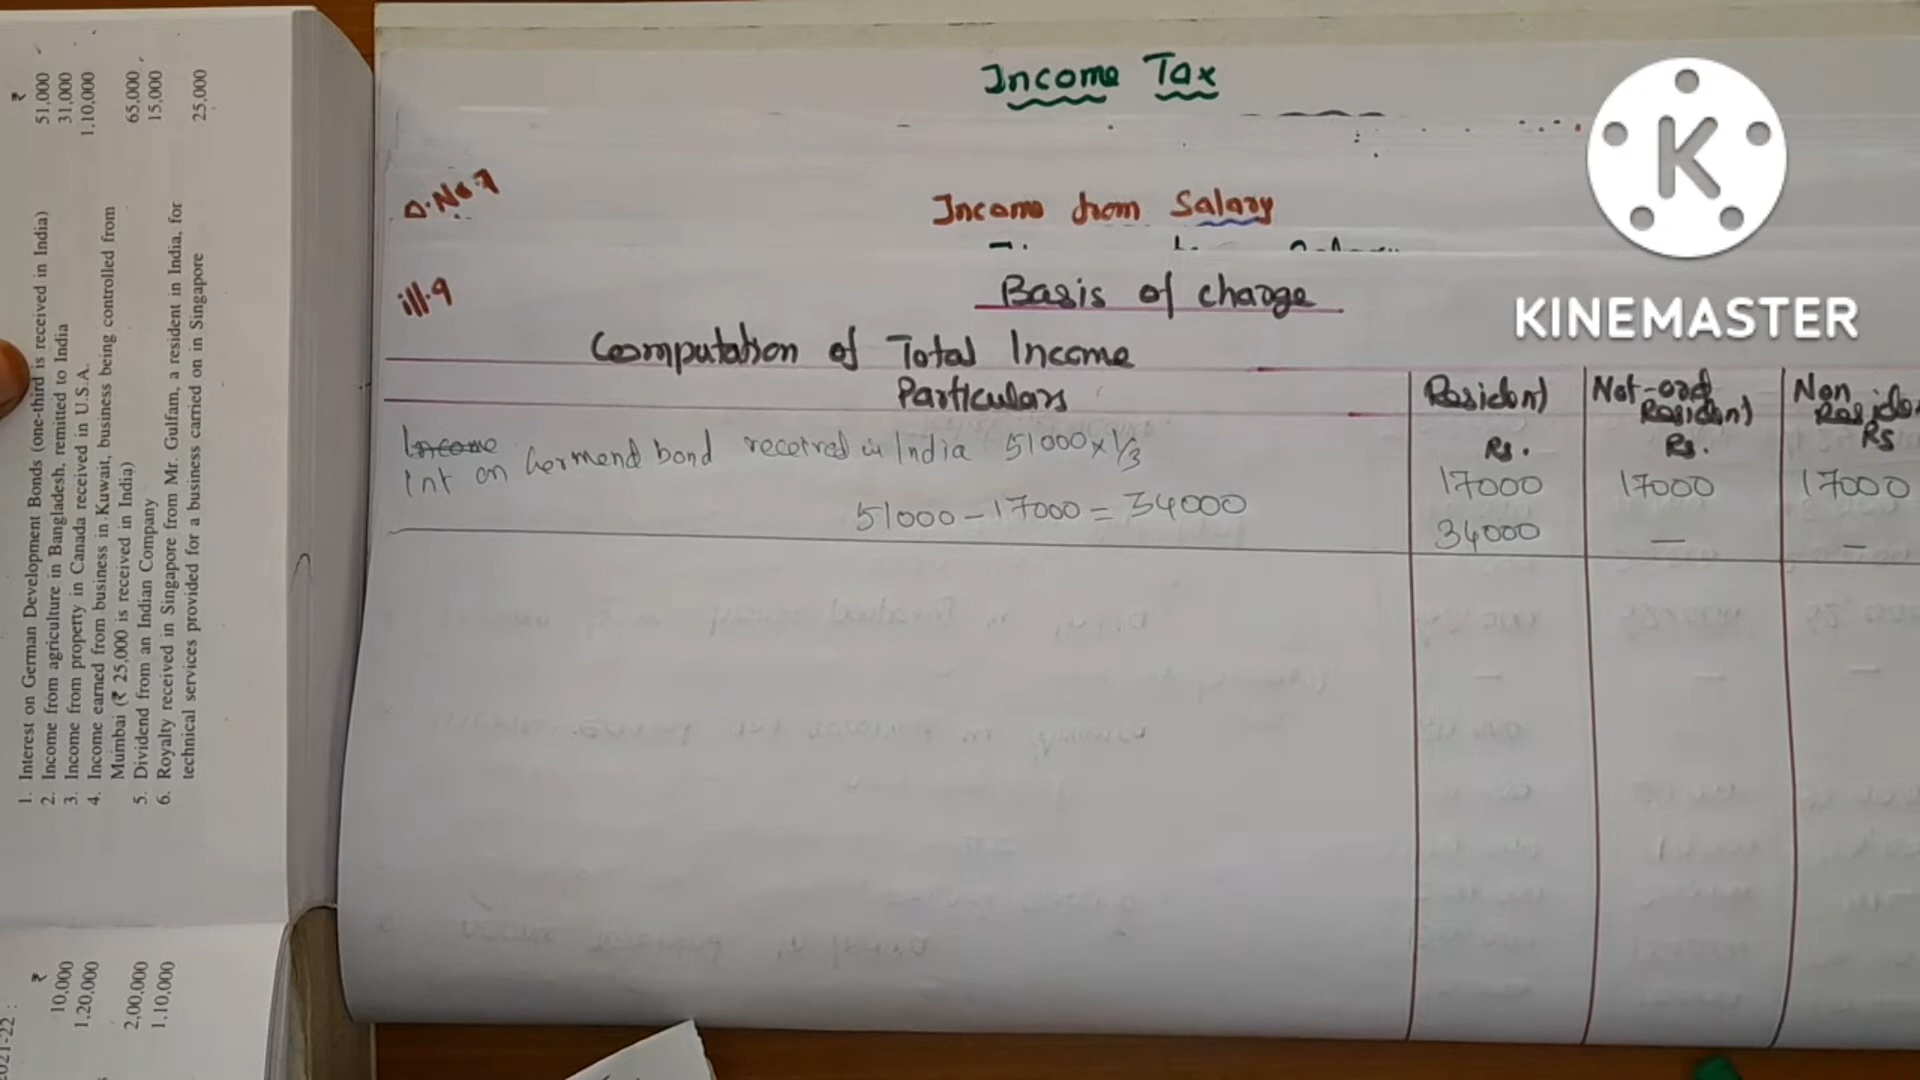 ₹
1. Interest on German Development Bonds (one-third is received in India) 51,000
2. Income from agriculture in Bangladesh, remitted to India 31,000
3. Income from property in Canada received in U.S.A. 1,10,000
4. Income earned from business in Kuwait, business being controlled from
Mumbai (₹ 25,000 is received in India) 65,000
5. Dividend from an Indian Company 15,000
6. Royalty received in Singapore from Mr. Gulfam, a resident in India, for
technical services provided for a business carried on in Singapore 25,000
2021-22 :
₹
10,000
1,20,000
2,00,000
1,10,000
Income Tax
Income from Salary
ill.9
Basis of charge
Computation of Total Income
Particulars Resident Not-ord Resident Non Reside
Rs. Rs. Rs
Income
Int on Germend bond received in India 51000 x 1/3 17000 17000 17000
51000 - 17000 = 34000 34000 — —
K
KINEMASTER